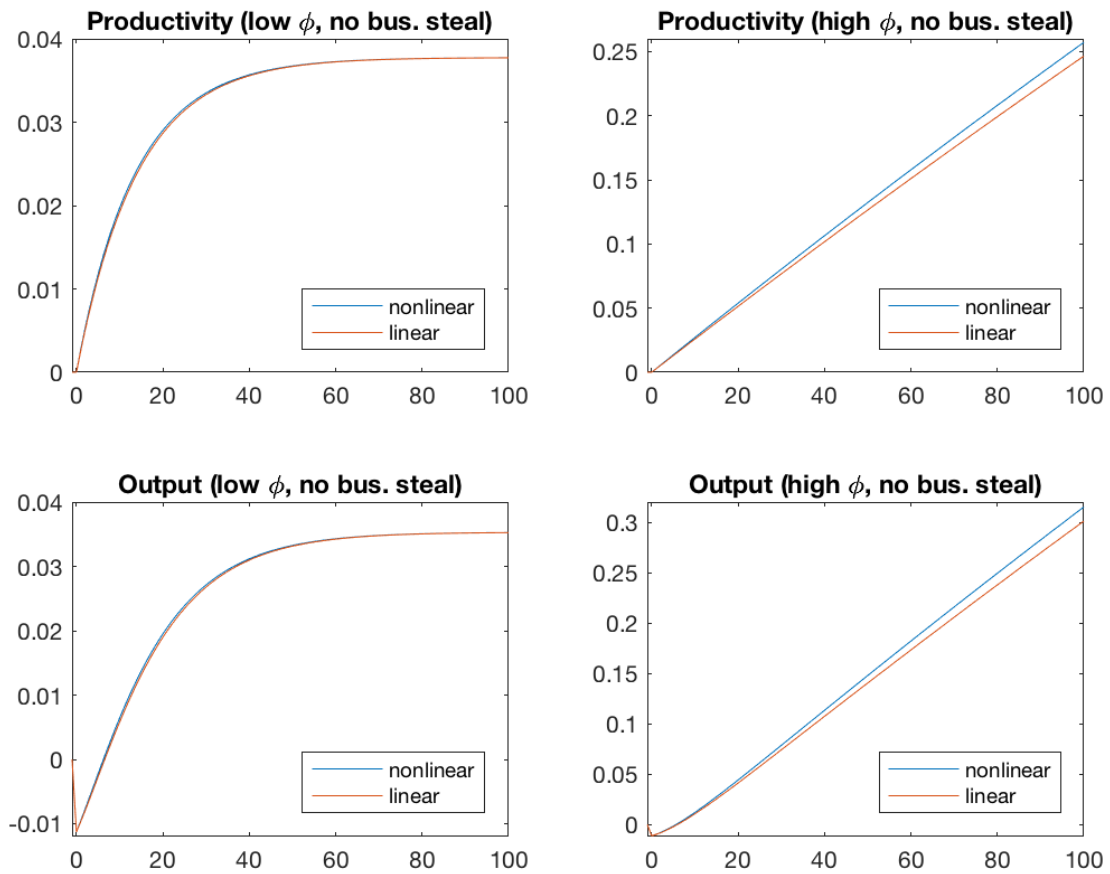 Productivity (low ϕ, no bus. steal)
0.04
0.03
0.02
0.01
0
nonlinear
linear
0 20 40 60 80 100
Productivity (high ϕ, no bus. steal)
0.25
0.2
0.15
0.1
0.05
0
nonlinear
linear
0 20 40 60 80 100
Output (low ϕ, no bus. steal)
0.04
0.03
0.02
0.01
0
-0.01
nonlinear
linear
0 20 40 60 80 100
Output (high ϕ, no bus. steal)
0.3
0.25
0.2
0.15
0.1
0.05
0
nonlinear
linear
0 20 40 60 80 100